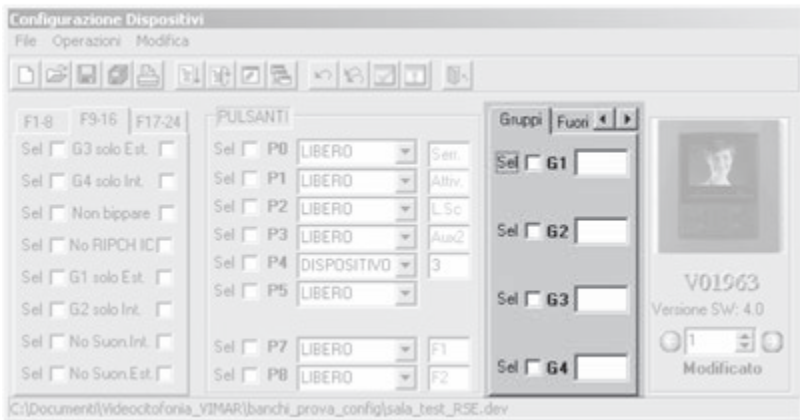 Configurazione Dispositivi
File Operazioni Modifica
F1-8 F9-16 F17-24
Sel G3 solo Est.
Sel G4 solo Int.
Sel Non bippare
Sel No RIPCH IC
Sel G1 solo Est.
Sel G2 solo Int.
Sel No Suon.Int.
Sel No Suon.Est.
PULSANTI
Sel P0 LIBERO Serr.
Sel P1 LIBERO Attiv.
Sel P2 LIBERO L.Sc
Sel P3 LIBERO Aux2
Sel P4 DISPOSITIVO 3
Sel P5 LIBERO
Sel P7 LIBERO F1
Sel P8 LIBERO F2
Gruppi Fuori
Sel G1
Sel G2
Sel G3
Sel G4
V01963
Versione SW: 4.0
1
Modificato
C:\Documenti\Videocitofonia_VIMAR\banchi_prova_config\sala_test_RSE.dev